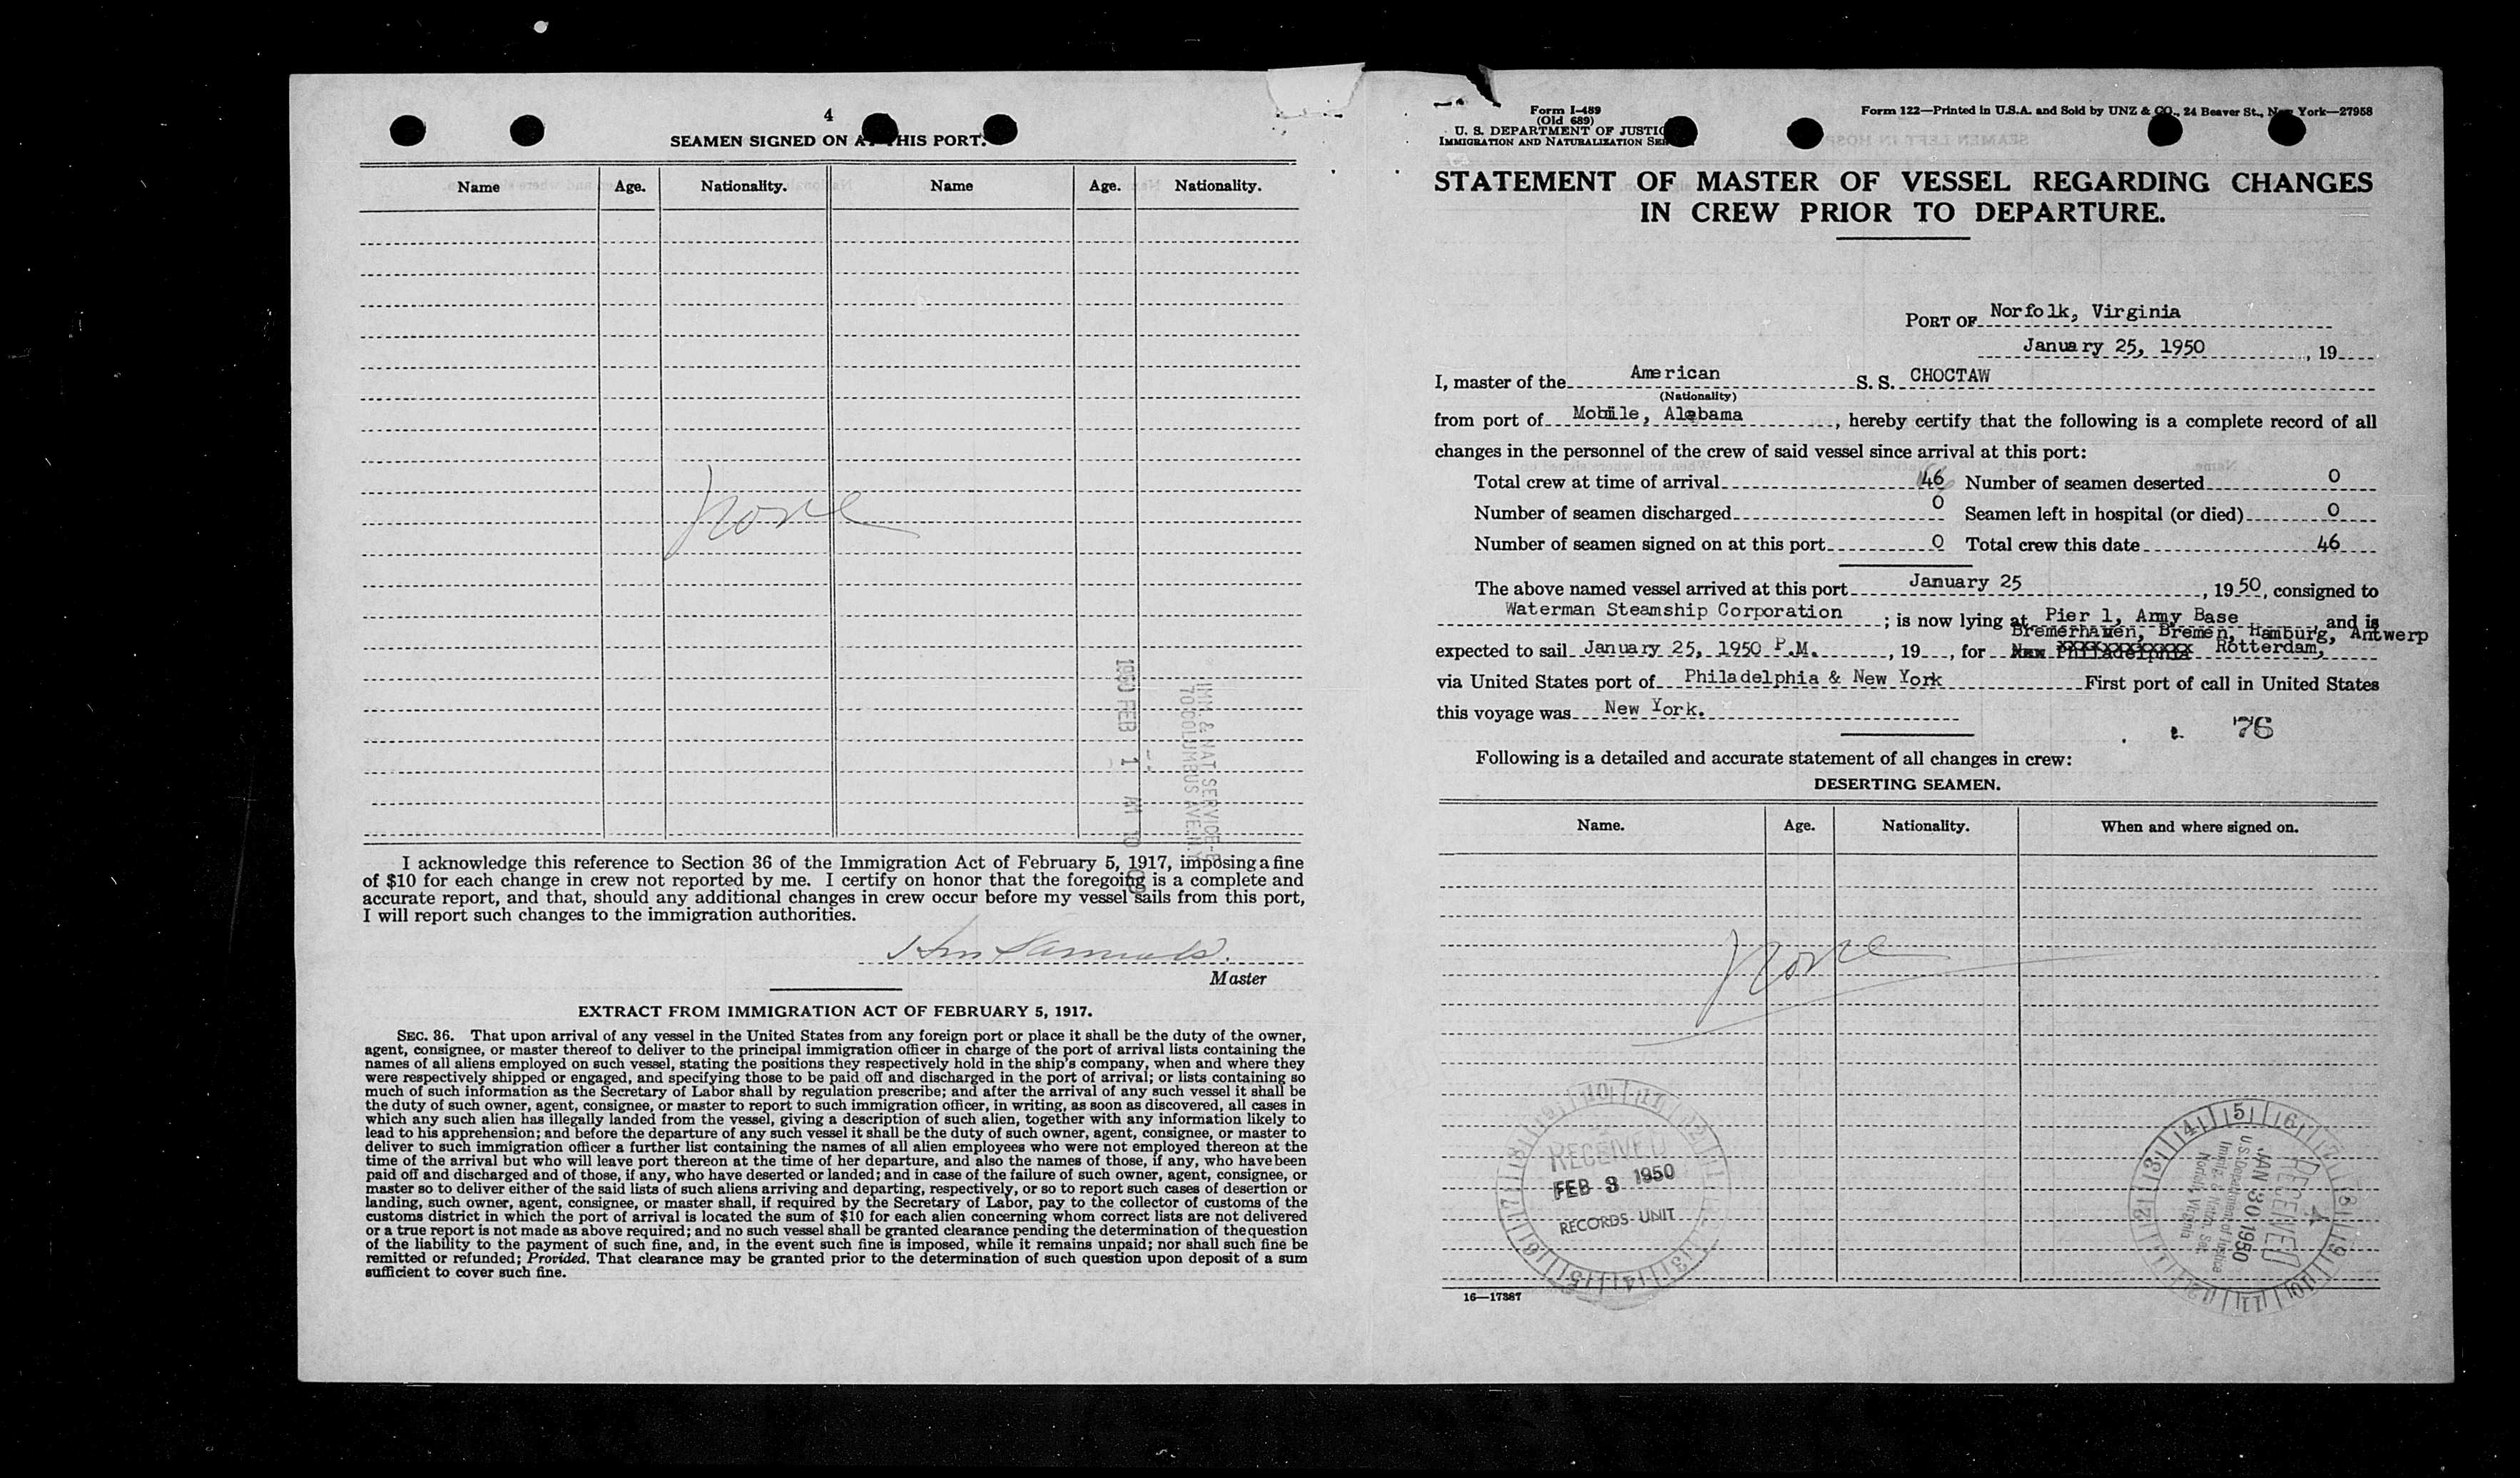 4
SEAMEN SIGNED ON AT THIS PORT.
Name Age. Nationality. Name Age. Nationality.
None
1950 FEB 1 AM 10 09
IMM. & NAT. SERVICE
70 COLUMBUS AVE. N.Y.
I acknowledge this reference to Section 36 of the Immigration Act of February 5, 1917, imposing a fine
of $10 for each change in crew not reported by me. I certify on honor that the foregoing is a complete and
accurate report, and that, should any additional changes in crew occur before my vessel sails from this port,
I will report such changes to the immigration authorities.
Samuels.
Master
EXTRACT FROM IMMIGRATION ACT OF FEBRUARY 5, 1917.
SEC. 36. That upon arrival of any vessel in the United States from any foreign port or place it shall be the duty of the owner,
agent, consignee, or master thereof to deliver to the principal immigration officer in charge of the port of arrival lists containing the
names of all aliens employed on such vessel, stating the positions they respectively hold in the ship's company, when and where they
were respectively shipped or engaged, and specifying those to be paid off and discharged in the port of arrival; or lists containing so
much of such information as the Secretary of Labor shall by regulation prescribe; and after the arrival of any such vessel it shall be
the duty of such owner, agent, consignee, or master to report to such immigration officer, in writing, as soon as discovered, all cases in
which any such alien has illegally landed from the vessel, giving a description of such alien, together with any information likely to
lead to his apprehension; and before the departure of any such vessel it shall be the duty of such owner, agent, consignee, or master to
deliver to such immigration officer a further list containing the names of all alien employees who were not employed thereon at the
time of the arrival but who will leave port thereon at the time of her departure, and also the names of those, if any, who have been
paid off and discharged and of those, if any, who have deserted or landed; and in case of the failure of such owner, agent, consignee, or
master so to deliver either of the said lists of such aliens arriving and departing, respectively, or so to report such cases of desertion or
landing, such owner, agent, consignee, or master shall, if required by the Secretary of Labor, pay to the collector of customs of the
customs district in which the port of arrival is located the sum of $10 for each alien concerning whom correct lists are not delivered
or a true report is not made as above required; and no such vessel shall be granted clearance pending the determination of the question
of the liability to the payment of such fine, and, in the event such fine is imposed, while it remains unpaid; nor shall such fine be
remitted or refunded; Provided, That clearance may be granted prior to the determination of such question upon deposit of a sum
sufficient to cover such fine.
Form I-489
(Old 689)
U. S. DEPARTMENT OF JUSTICE
IMMIGRATION AND NATURALIZATION SER
Form 122—Printed in U.S.A. and Sold by UNZ & CO., 24 Beaver St., New York—27958
STATEMENT OF MASTER OF VESSEL REGARDING CHANGES
IN CREW PRIOR TO DEPARTURE.
PORT OF Norfolk, Virginia
January 25, 1950, 19
I, master of the American S. S. CHOCTAW
(Nationality)
from port of Mobile, Alabama, hereby certify that the following is a complete record of all
changes in the personnel of the crew of said vessel since arrival at this port:
Total crew at time of arrival 46 Number of seamen deserted 0
Number of seamen discharged 0 Seamen left in hospital (or died) 0
Number of seamen signed on at this port 0 Total crew this date 46
The above named vessel arrived at this port January 25, 1950, consigned to
Waterman Steamship Corporation; is now lying at Pier 1, Army Base, and is
Bremerhaven, Bremen, Hamburg, Antwerp
expected to sail January 25, 1950 P.M., 19, for Philadelphia Rotterdam,
via United States port of Philadelphia & New York First port of call in United States
this voyage was New York.
76
Following is a detailed and accurate statement of all changes in crew:
DESERTING SEAMEN.
Name. Age. Nationality. When and where signed on.
None
RECEIVED
FEB 3 1950
RECORDS UNIT
RECEIVED
JAN 30 1950
U.S. Department of Justice
Immig. & Natzn. Ser.
Norfolk, Virginia
16—17387